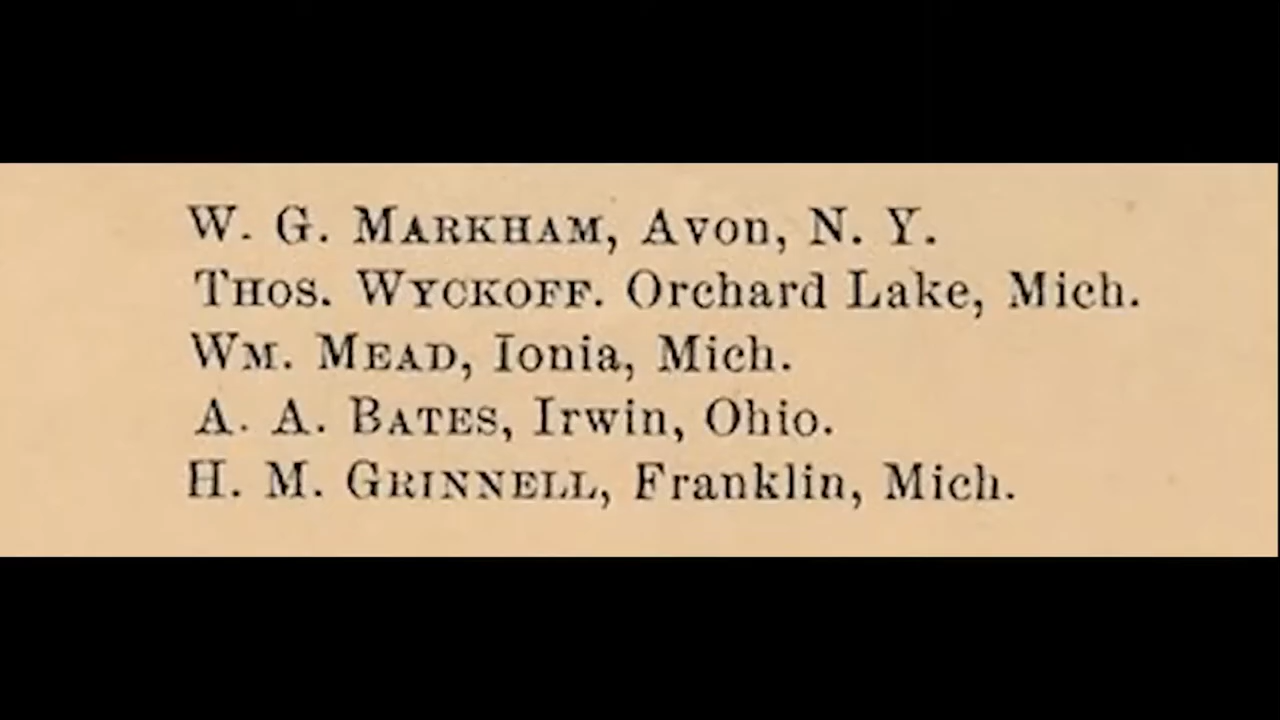 W. G. MARKHAM, Avon, N. Y.
THOS. WYCKOFF. Orchard Lake, Mich.
WM. MEAD, Ionia, Mich.
A. A. BATES, Irwin, Ohio.
H. M. GRINNELL, Franklin, Mich.